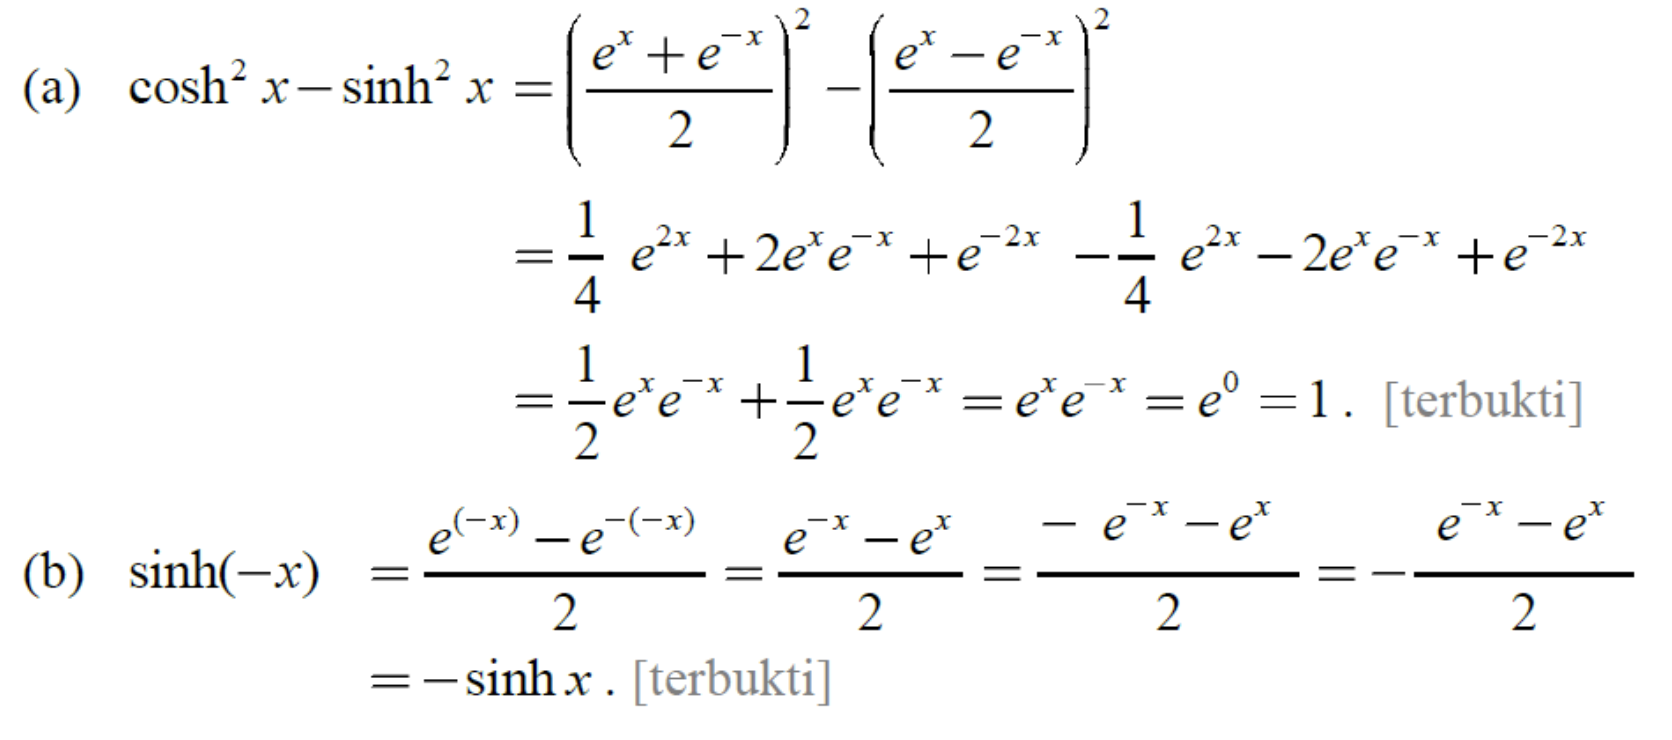 (a) cosh² x − sinh² x = ((eˣ + e⁻ˣ)/2)² − ((eˣ − e⁻ˣ)/2)²
= 1/4 e²ˣ + 2eˣe⁻ˣ + e⁻²ˣ − 1/4 e²ˣ − 2eˣe⁻ˣ + e⁻²ˣ
= 1/2 eˣe⁻ˣ + 1/2 eˣe⁻ˣ = eˣe⁻ˣ = e⁰ = 1 . [terbukti]
(b) sinh(−x) = (e^(−x) − e^−(−x))/2 = (e⁻ˣ − eˣ)/2 = (− e⁻ˣ − eˣ)/2 = − (e⁻ˣ − eˣ)/2
= − sinh x . [terbukti]